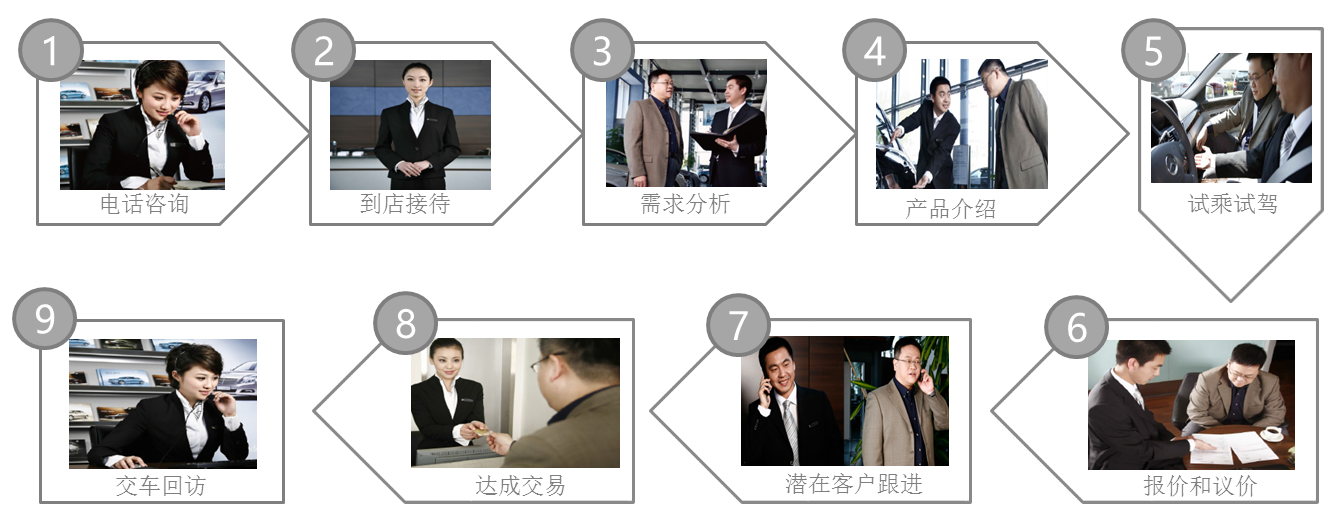 1
电话咨询
2
到店接待
3
需求分析
4
产品介绍
5
试乘试驾
6
报价和议价
7
潜在客户跟进
8
达成交易
9
交车回访